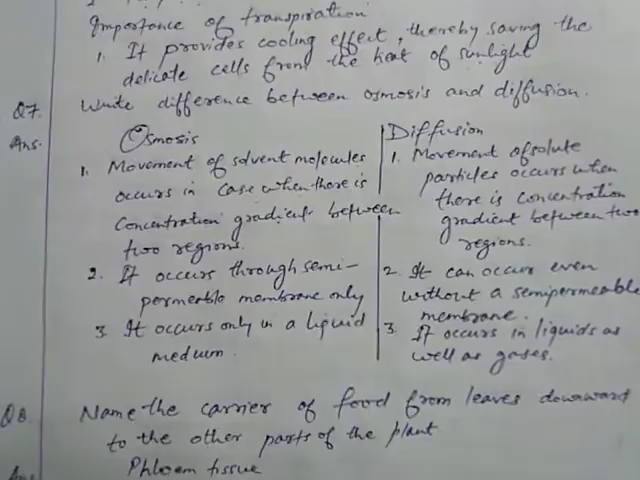 Importance of transpiration
1. It provides cooling effect, thereby saving the
delicate cells from the heat of sunlight
Q7. Write difference between osmosis and diffusion.
Ans.
Osmosis
1. Movement of solvent molecules
occurs in case when there is
concentration gradient between
two regions.
2. It occurs through semi-
permeable membrane only
3. It occurs only in a liquid
medium.
Diffusion
1. Movement of solute
particles occurs when
there is concentration
gradient between two
regions.
2. It can occur even
without a semipermeable
membrane.
3. It occurs in liquids as
well as gases.
Q8. Name the carrier of food from leaves downward
to the other parts of the plant
Ans
Phloem tissue